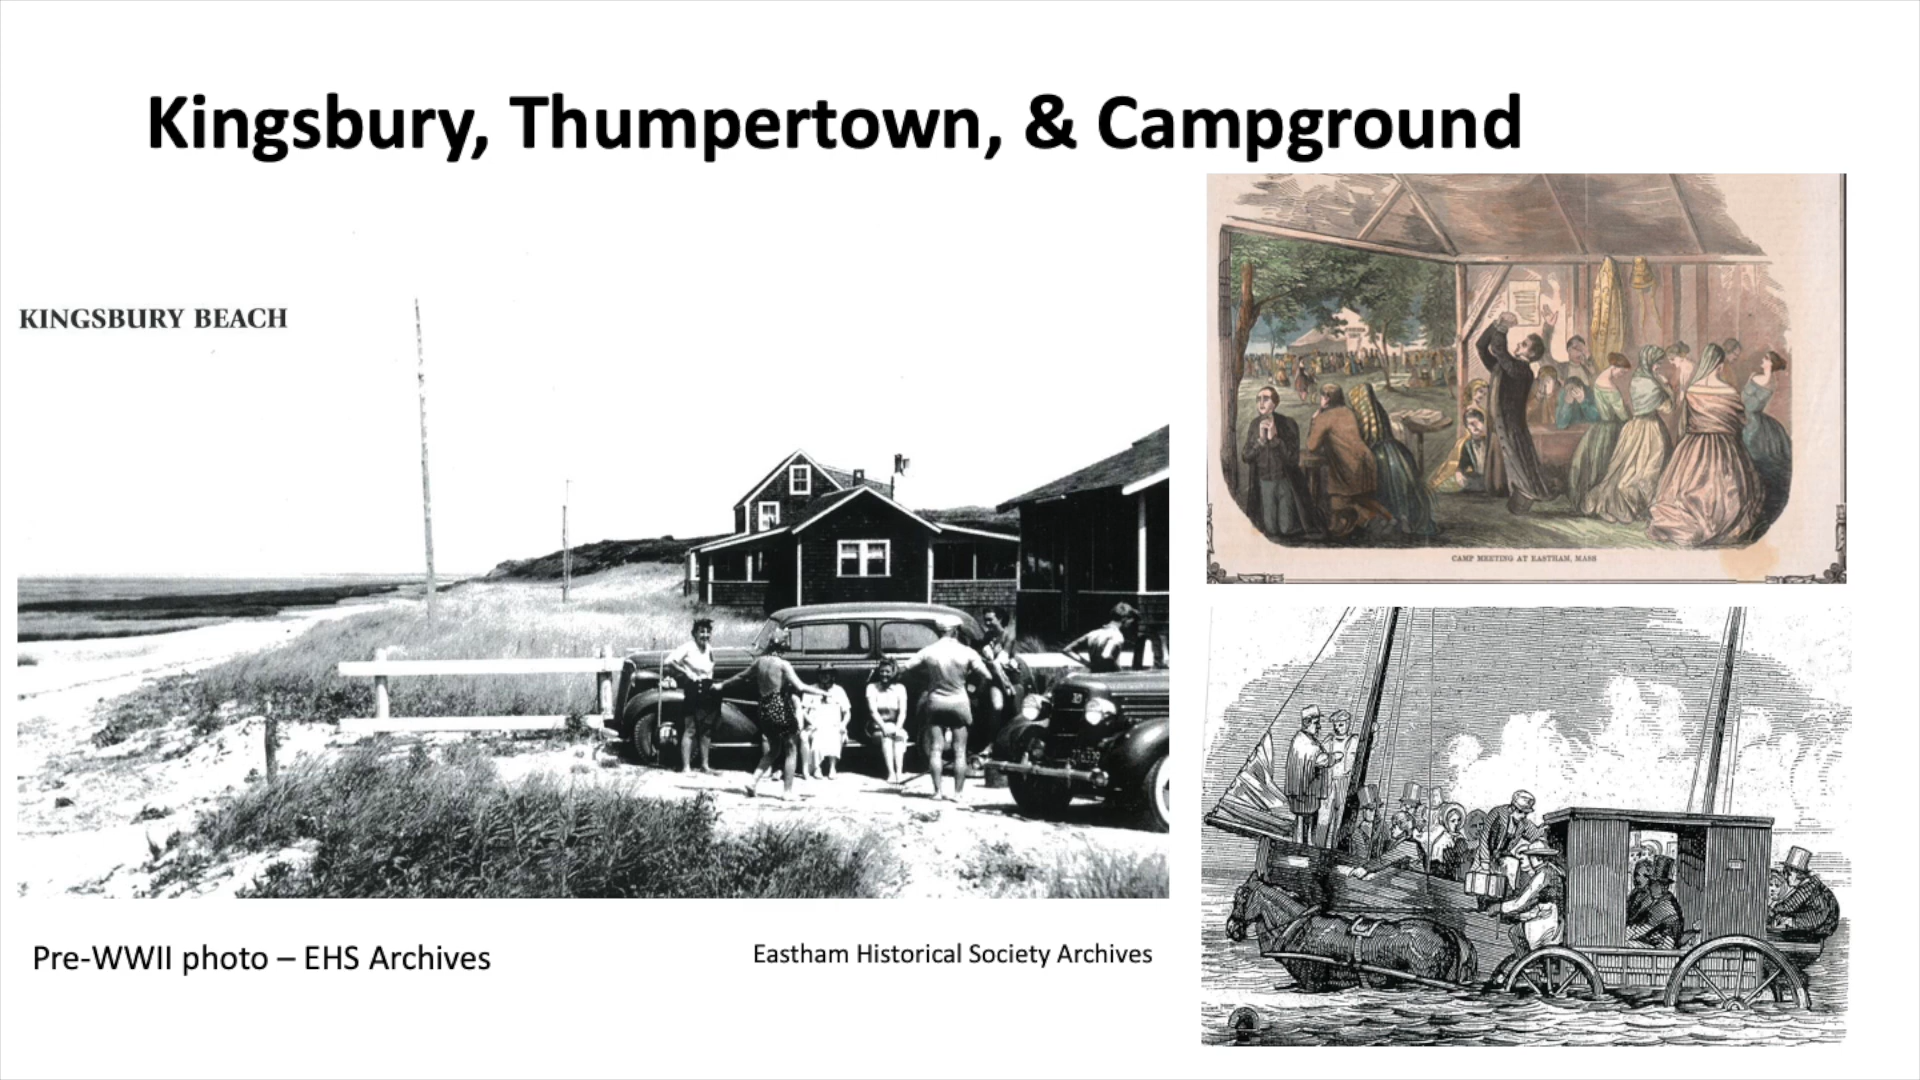 Kingsbury, Thumpertown, & Campground
KINGSBURY BEACH
CAMP MEETING AT EASTHAM, MASS
Pre-WWII photo – EHS Archives
Eastham Historical Society Archives